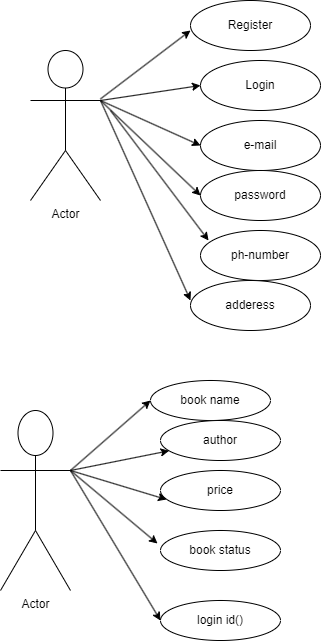 Register
Login
e-mail
password
Actor
ph-number
adderess
book name
author
price
book status
Actor
login id()